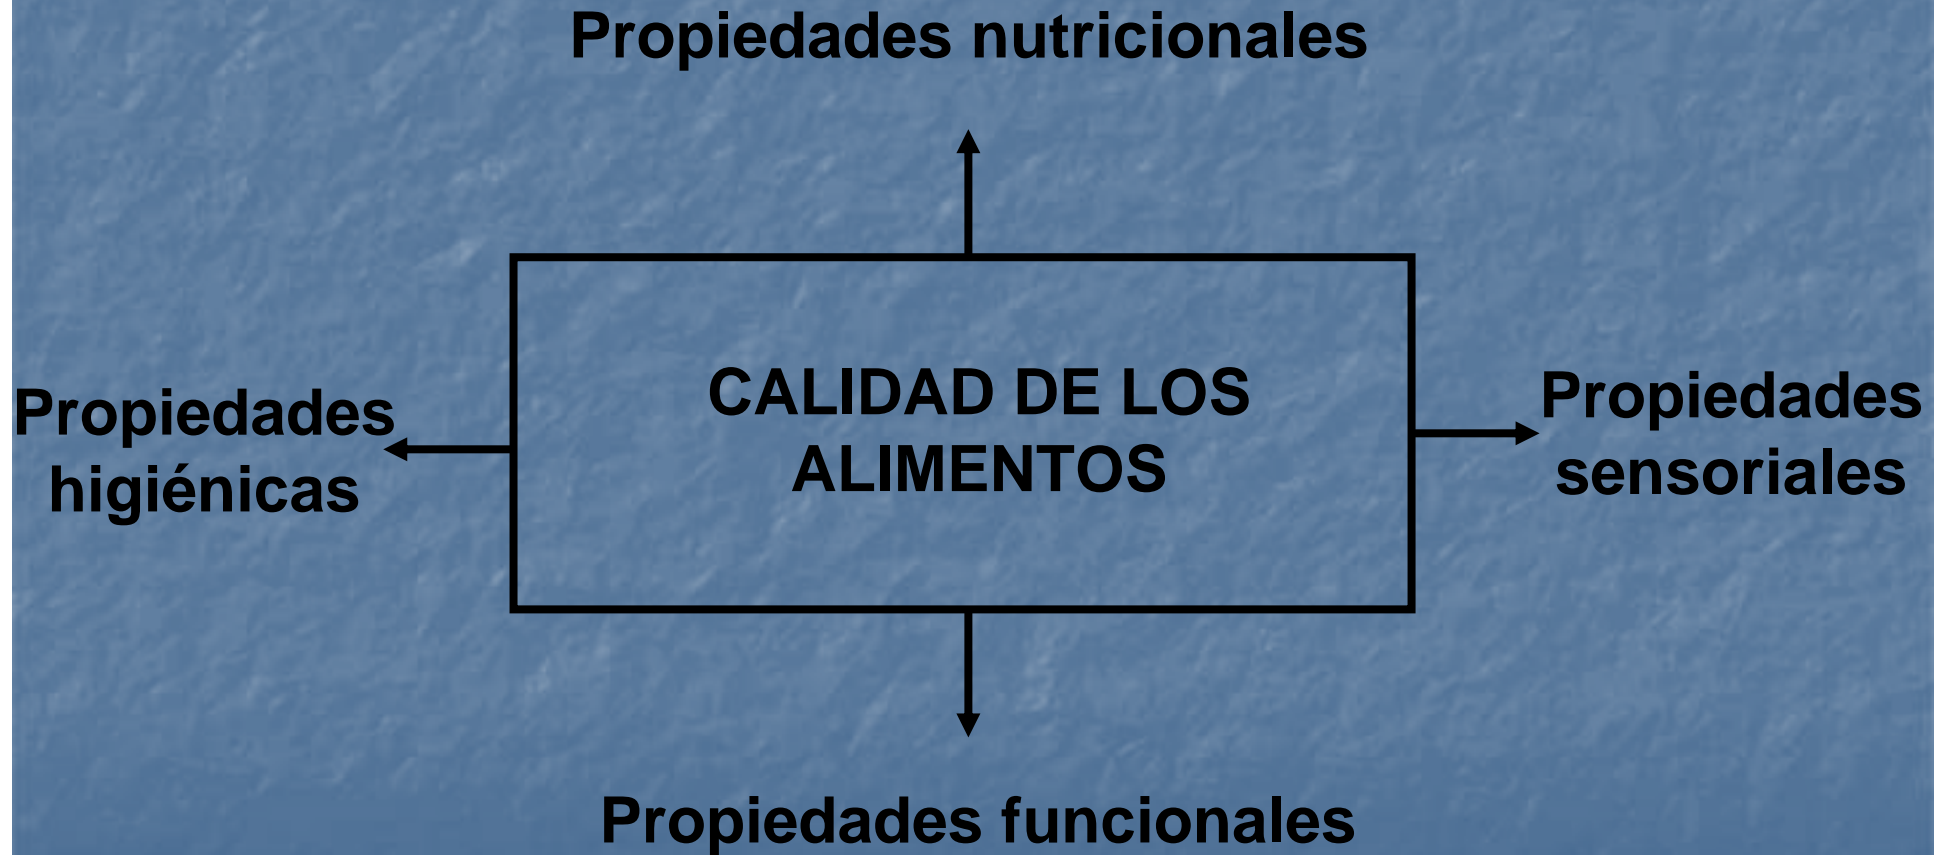 Propiedades nutricionales
CALIDAD DE LOS
ALIMENTOS
Propiedades
higiénicas
Propiedades
sensoriales
Propiedades funcionales